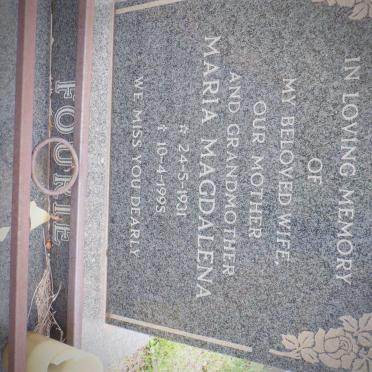 IN LOVING MEMORY
OF
MY BELOVED WIFE,
OUR MOTHER
AND GRANDMOTHER
MARIA MAGDALENA
☆ 24-5-1921
✝ 10-4-1995
WE MISS YOU DEARLY
FOURIE